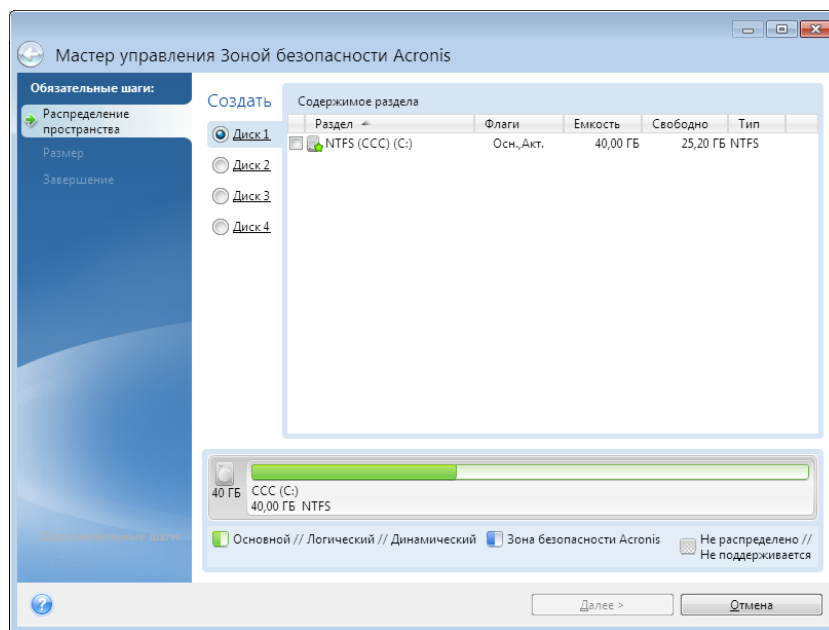 Мастер управления Зоной безопасности Acronis
Обязательные шаги:
Распределение
пространства
Размер
Завершение
Создать
Диск 1
Диск 2
Диск 3
Диск 4
Содержимое раздела
Раздел Флаги Емкость Свободно Тип
NTFS (CCC) (C:) Осн.,Акт. 40,00 ГБ 25,20 ГБ NTFS
40 ГБ
CCC (C:)
40,00 ГБ NTFS
Основной // Логический // Динамический
Зона безопасности Acronis
Не распределено //
Не поддерживается
Далее >
Отмена